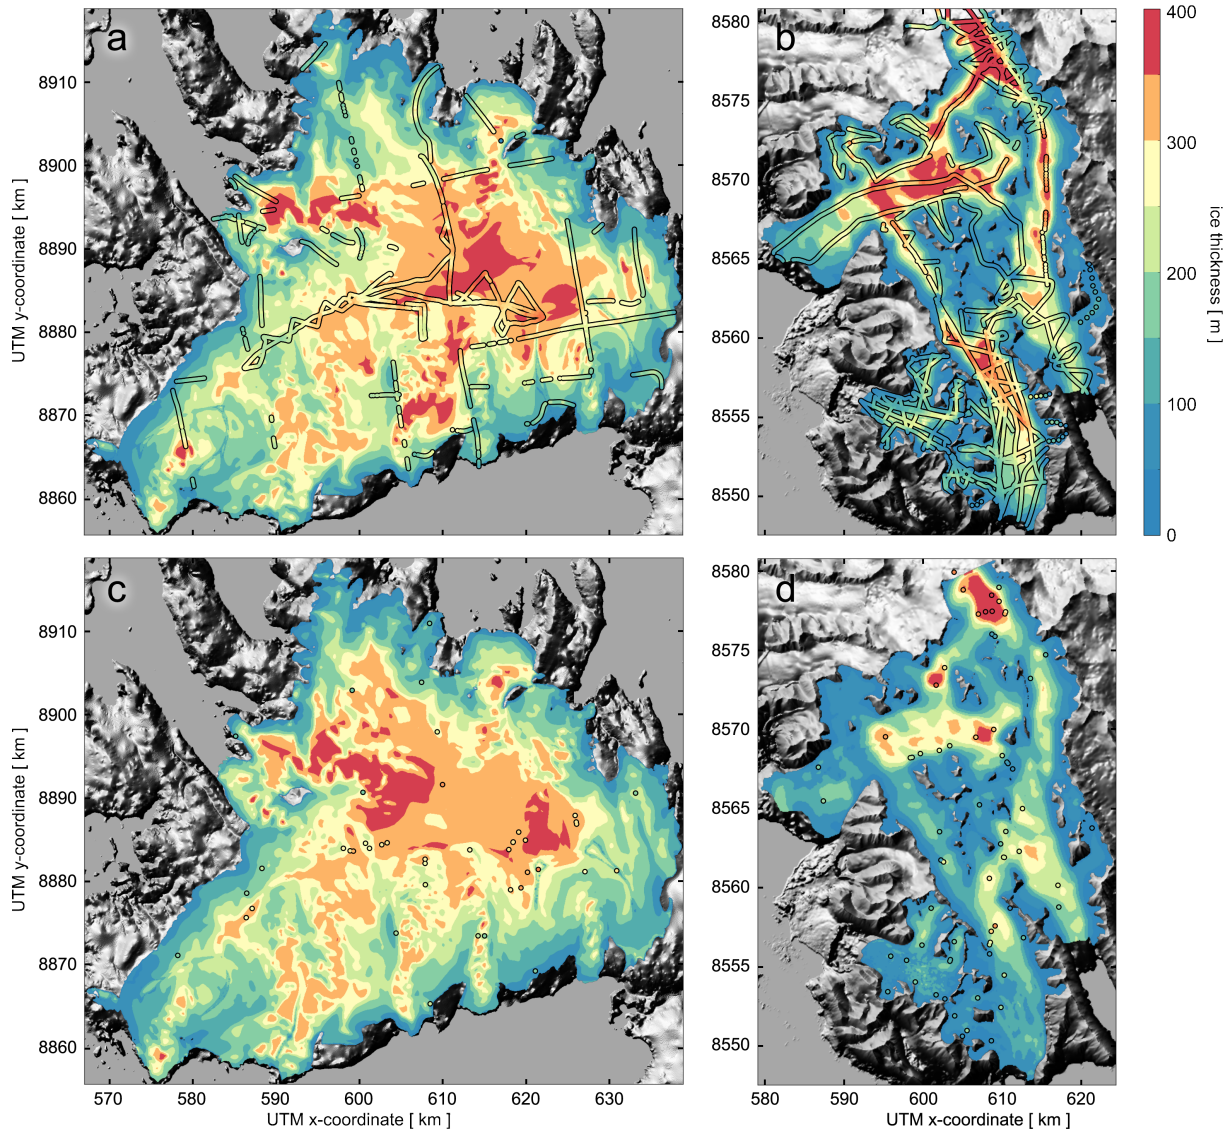 a
8910
8900
8890
8880
8870
8860
UTM y-coordinate [ km ]
b
8580
8575
8570
8565
8560
8555
8550
400
300
200
100
0
ice thickness [ m ]
c
8910
8900
8890
8880
8870
8860
UTM y-coordinate [ km ]
570 580 590 600 610 620 630
UTM x-coordinate [ km ]
d
8580
8575
8570
8565
8560
8555
8550
580 590 600 610 620
UTM x-coordinate [ km ]